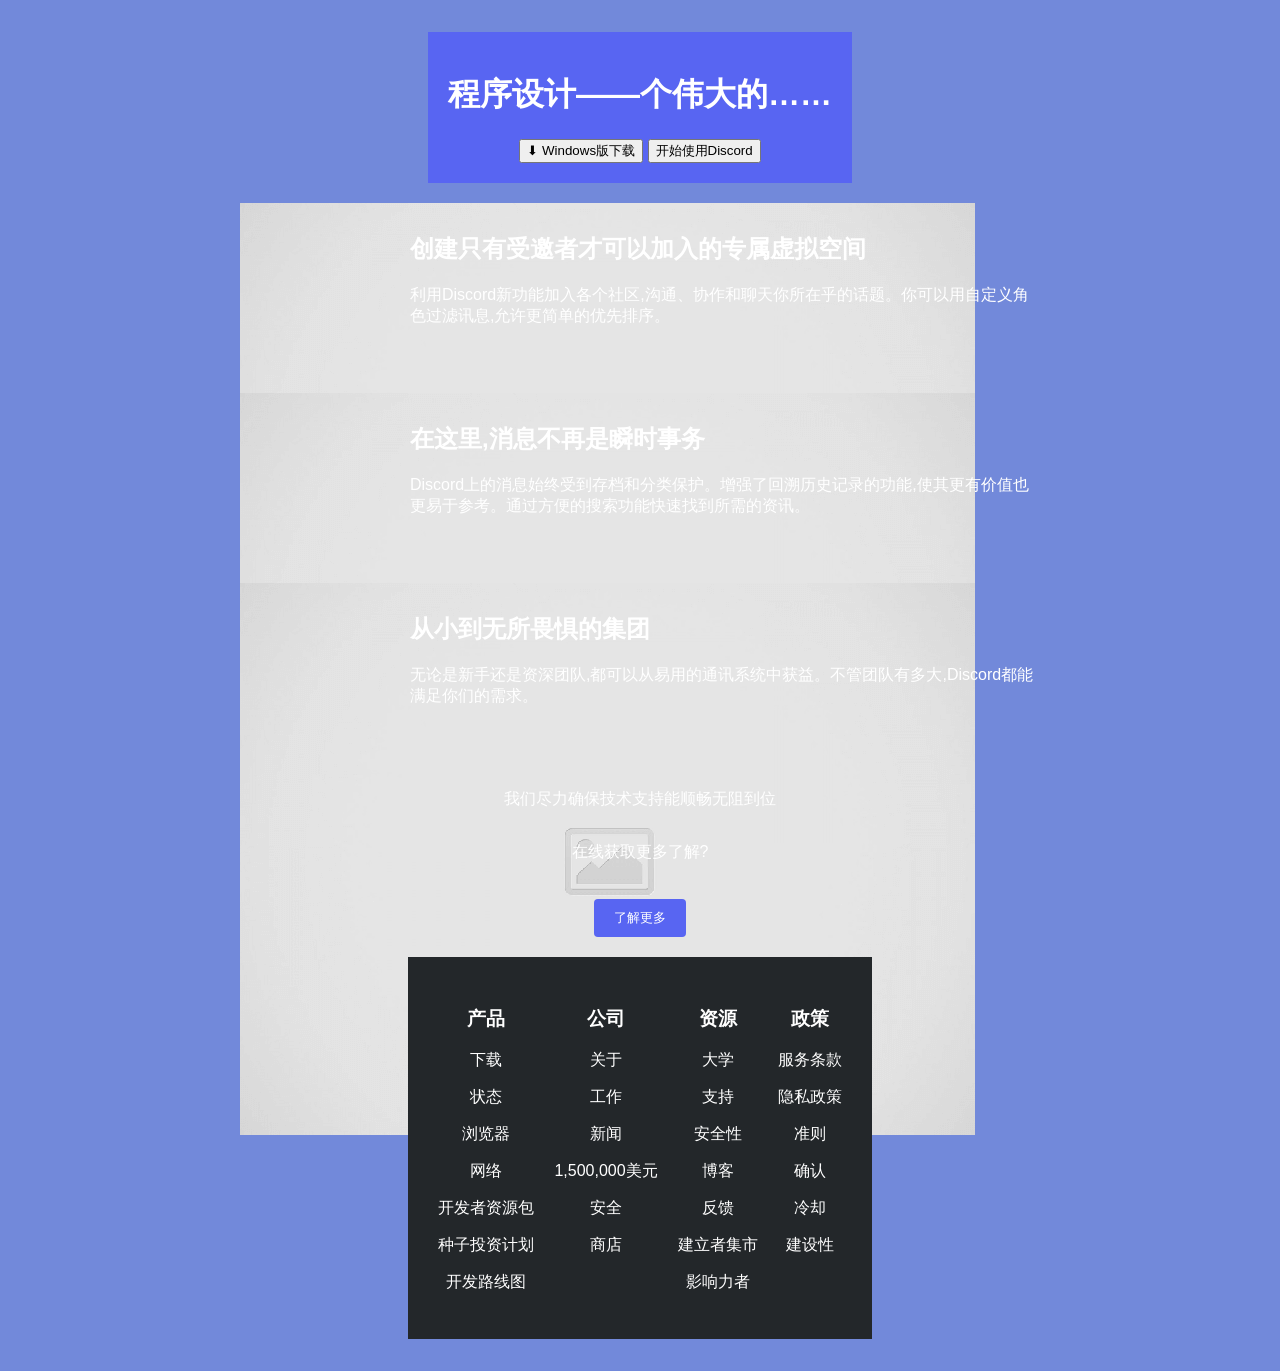 程序设计——个伟大的……
⬇ Windows版下载 开始使用Discord
创建只有受邀者才可以加入的专属虚拟空间
利用Discord新功能加入各个社区,沟通、协作和聊天你所在乎的话题。你可以用自定义角
色过滤讯息,允许更简单的优先排序。
在这里,消息不再是瞬时事务
Discord上的消息始终受到存档和分类保护。增强了回溯历史记录的功能,使其更有价值也
更易于参考。通过方便的搜索功能快速找到所需的资讯。
从小到无所畏惧的集团
无论是新手还是资深团队,都可以从易用的通讯系统中获益。不管团队有多大,Discord都能
满足你们的需求。
我们尽力确保技术支持能顺畅无阻到位
在线获取更多了解?
了解更多
产品
下载
状态
浏览器
网络
开发者资源包
种子投资计划
开发路线图
公司
关于
工作
新闻
1,500,000美元
安全
商店
资源
大学
支持
安全性
博客
反馈
建立者集市
影响力者
政策
服务条款
隐私政策
准则
确认
冷却
建设性